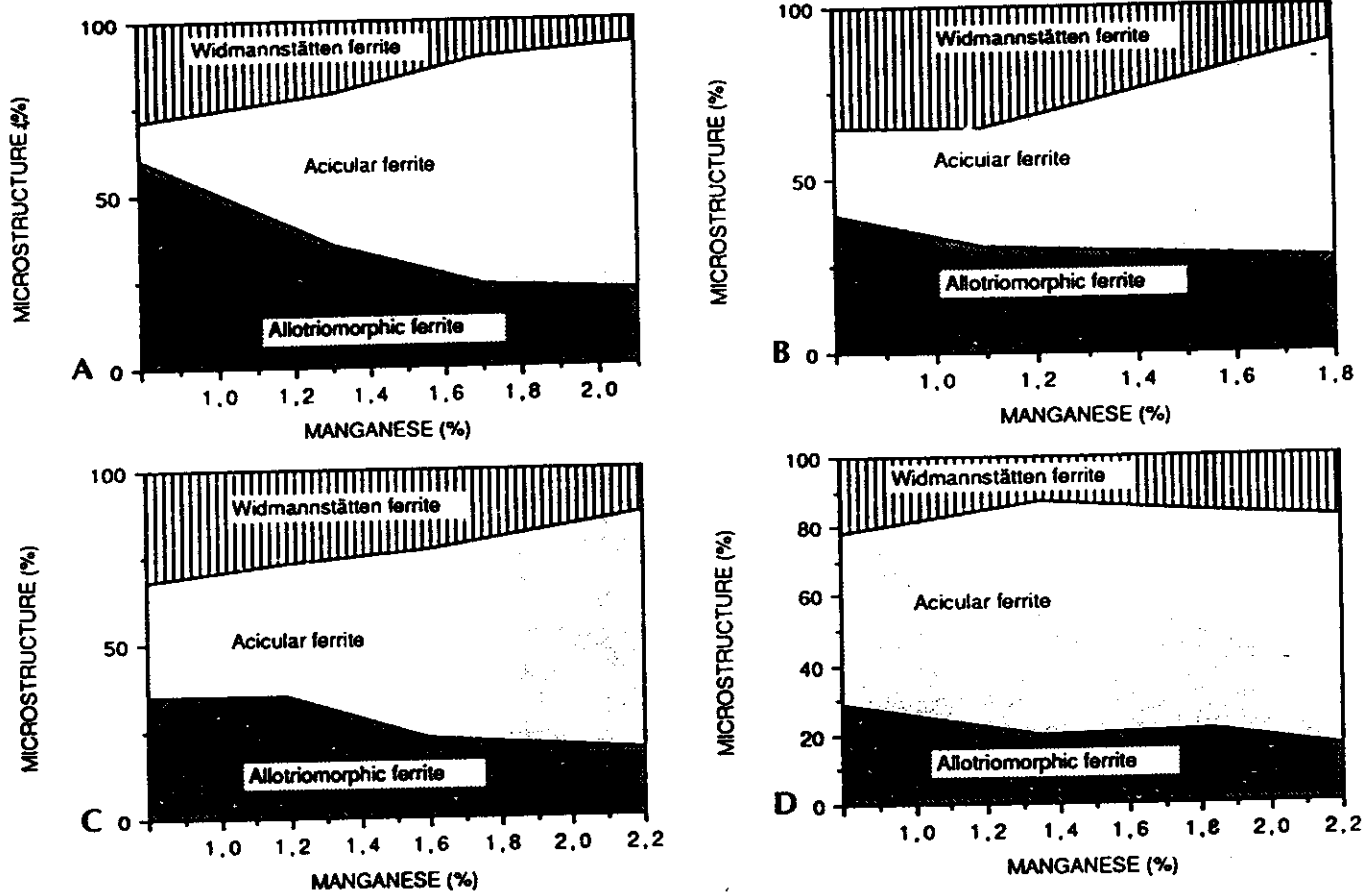 100
Widmannstätten ferrite
Acicular ferrite
50
Allotriomorphic ferrite
A
0
1,0 1,2 1,4 1,6 1,8 2,0
MANGANESE (%)
MICROSTRUCTURE (%)
100
Widmannstätten ferrite
Acicular ferrite
50
Allotriomorphic ferrite
B
0
1,0 1,2 1,4 1,6 1,8
MANGANESE (%)
MICROSTRUCTURE (%)
100
Widmannstätten ferrite
Acicular ferrite
50
Allotriomorphic ferrite
C
0
1,0 1,2 1,4 1,6 1,8 2,0 2,2
MANGANESE (%)
MICROSTRUCTURE (%)
100
Widmannstätten ferrite
80
Acicular ferrite
60
40
20
Allotriomorphic ferrite
D
0
1,0 1,2 1,4 1,6 1,8 2,0 2,2
MANGANESE (%)
MICROSTRUCTURE (%)